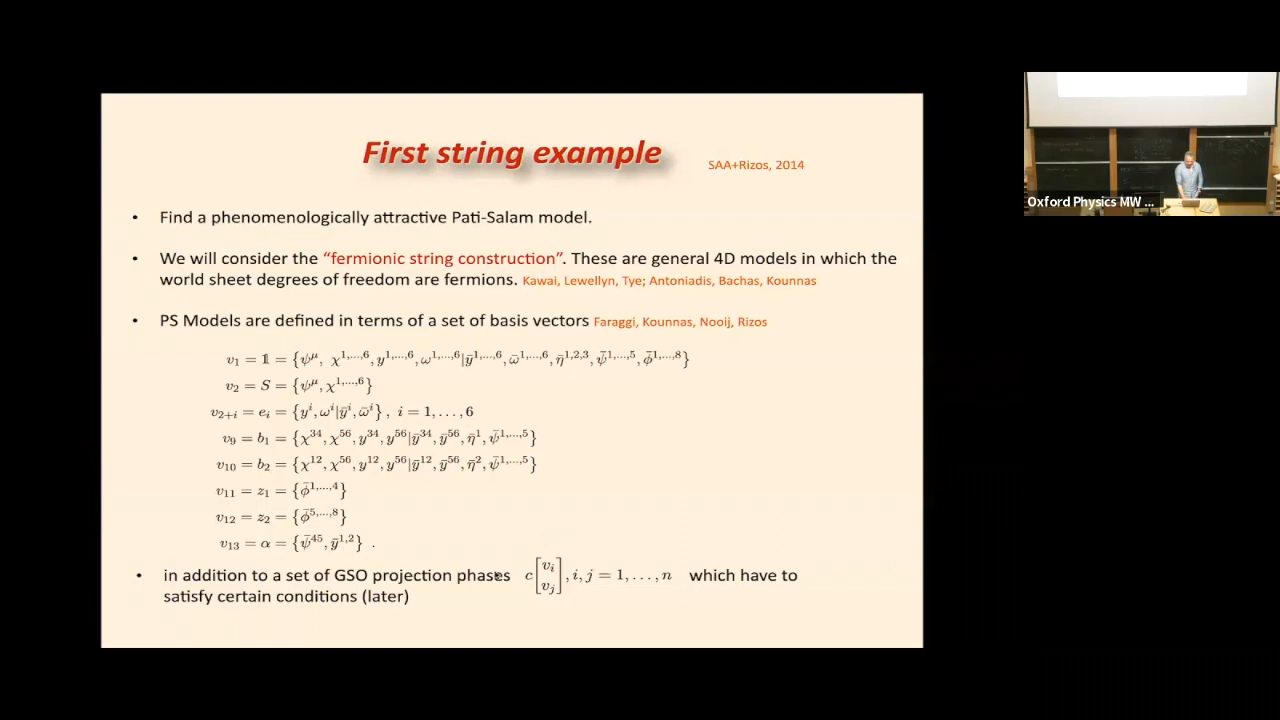 First string example
SAA+Rizos, 2014
• Find a phenomenologically attractive Pati-Salam model.
• We will consider the “fermionic string construction”. These are general 4D models in which the
world sheet degrees of freedom are fermions. Kawai, Lewellyn, Tye; Antoniadis, Bachas, Kounnas
• PS Models are defined in terms of a set of basis vectors Faraggi, Kounnas, Nooij, Rizos
v₁ = 𝟙 = {ψ^μ, χ^{1,...,6}, y^{1,...,6}, ω^{1,...,6}|ȳ^{1,...,6}, ω̄^{1,...,6}, η̄^{1,2,3}, ψ̄^{1,...,5}, φ̄^{1,...,8}}
v₂ = S = {ψ^μ, χ^{1,...,6}}
v_{2+i} = e_i = {y^i, ω^i|ȳ^i, ω̄^i}, i = 1, . . . , 6
v₉ = b₁ = {χ^{34}, χ^{56}, y^{34}, y^{56}|ȳ^{34}, ȳ^{56}, η̄^1, ψ̄^{1,...,5}}
v₁₀ = b₂ = {χ^{12}, χ^{56}, y^{12}, y^{56}|ȳ^{12}, ȳ^{56}, η̄^2, ψ̄^{1,...,5}}
v₁₁ = z₁ = {φ̄^{1,...,4}}
v₁₂ = z₂ = {φ̄^{5,...,8}}
v₁₃ = α = {ψ̄^{45}, ȳ^{1,2}} .
• in addition to a set of GSO projection phases c[v_i v_j], i, j = 1, . . . , n which have to
satisfy certain conditions (later)
Oxford Physics MW ...